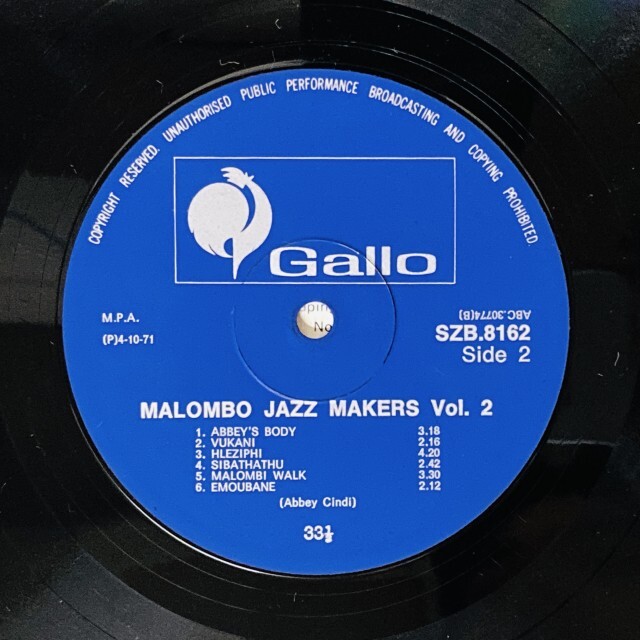 COPYRIGHT RESERVED. UNAUTHORISED PUBLIC PERFORMANCE BROADCASTING AND COPYING PROHIBITED
Gallo
M.P.A.
(P)4-10-71
No
ABC.30774(B)
SZB.8162
Side 2
MALOMBO JAZZ MAKERS Vol. 2
1. ABBEY'S BODY 3.18
2. VUKANI 2.16
3. HLEZIPHI 4.20
4. SIBATHATHU 2.42
5. MALOMBI WALK 3.30
6. EMOUBANE 2.12
(Abbey Cindi)
33⅓